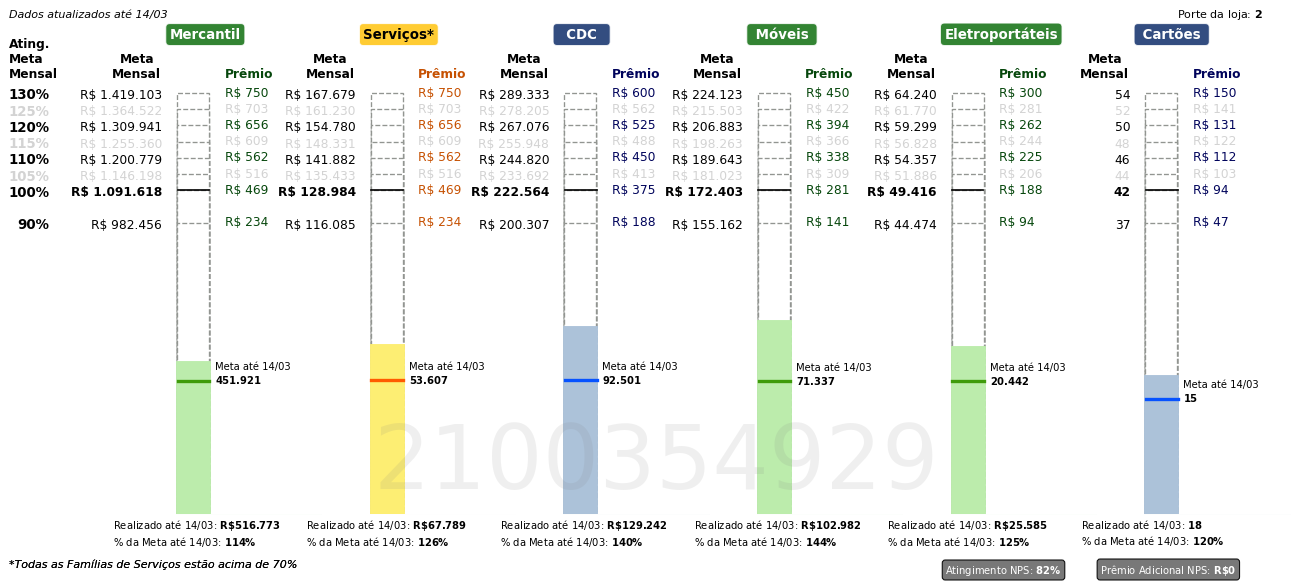 Dados atualizados até 14/03
Porte da loja: 2
Mercantil Serviços* CDC Móveis Eletroportáteis Cartões
Ating. Meta Mensal
Meta Mensal Prêmio Meta Mensal Prêmio Meta Mensal Prêmio Meta Mensal Prêmio Meta Mensal Prêmio Meta Mensal Prêmio
130% R$ 1.419.103 R$ 750 R$ 167.679 R$ 750 R$ 289.333 R$ 600 R$ 224.123 R$ 450 R$ 64.240 R$ 300 54 R$ 150
125% R$ 1.364.522 R$ 703 R$ 161.230 R$ 703 R$ 278.205 R$ 562 R$ 215.503 R$ 422 R$ 61.770 R$ 281 52 R$ 141
120% R$ 1.309.941 R$ 656 R$ 154.780 R$ 656 R$ 267.076 R$ 525 R$ 206.883 R$ 394 R$ 59.299 R$ 262 50 R$ 131
115% R$ 1.255.360 R$ 609 R$ 148.331 R$ 609 R$ 255.948 R$ 488 R$ 198.263 R$ 366 R$ 56.828 R$ 244 48 R$ 122
110% R$ 1.200.779 R$ 562 R$ 141.882 R$ 562 R$ 244.820 R$ 450 R$ 189.643 R$ 338 R$ 54.357 R$ 225 46 R$ 112
105% R$ 1.146.198 R$ 516 R$ 135.433 R$ 516 R$ 233.692 R$ 413 R$ 181.023 R$ 309 R$ 51.886 R$ 206 44 R$ 103
100% R$ 1.091.618 R$ 469 R$ 128.984 R$ 469 R$ 222.564 R$ 375 R$ 172.403 R$ 281 R$ 49.416 R$ 188 42 R$ 94
90% R$ 982.456 R$ 234 R$ 116.085 R$ 234 R$ 200.307 R$ 188 R$ 155.162 R$ 141 R$ 44.474 R$ 94 37 R$ 47
Meta até 14/03 Meta até 14/03 Meta até 14/03 Meta até 14/03 Meta até 14/03 Meta até 14/03
451.921 53.607 92.501 71.337 20.442 15
2100354929
Realizado até 14/03: R$516.773 Realizado até 14/03: R$67.789 Realizado até 14/03: R$129.242 Realizado até 14/03: R$102.982 Realizado até 14/03: R$25.585 Realizado até 14/03: 18
% da Meta até 14/03: 114% % da Meta até 14/03: 126% % da Meta até 14/03: 140% % da Meta até 14/03: 144% % da Meta até 14/03: 125% % da Meta até 14/03: 120%
*Todas as Famílias de Serviços estão acima de 70%
Atingimento NPS: 82% Prêmio Adicional NPS: R$0